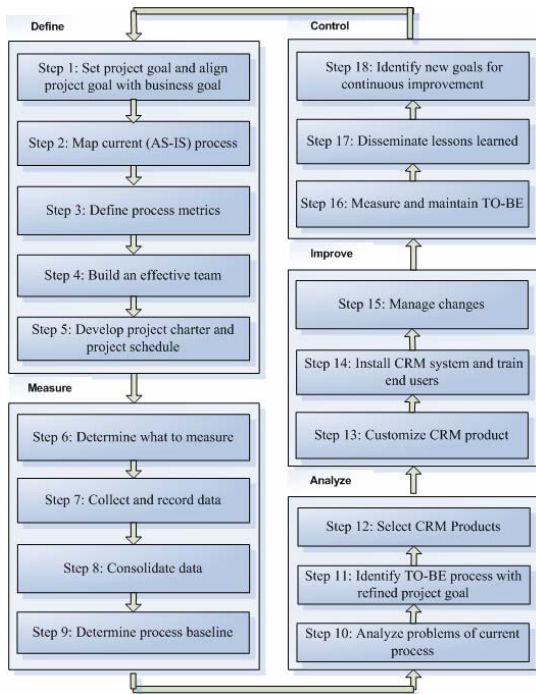 Define
Step 1: Set project goal and align
project goal with business goal
Step 2: Map current (AS-IS) process
Step 3: Define process metrics
Step 4: Build an effective team
Step 5: Develop project charter and
project schedule
Measure
Step 6: Determine what to measure
Step 7: Collect and record data
Step 8: Consolidate data
Step 9: Determine process baseline
Control
Step 18: Identify new goals for
continuous improvement
Step 17: Disseminate lessons learned
Step 16: Measure and maintain TO-BE
Improve
Step 15: Manage changes
Step 14: Install CRM system and train
end users
Step 13: Customize CRM product
Analyze
Step 12: Select CRM Products
Step 11: Identify TO-BE process with
refined project goal
Step 10: Analyze problems of current
process